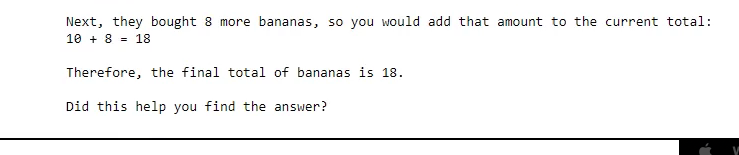 Next, they bought 8 more bananas, so you would add that amount to the current total:
10 + 8 = 18
Therefore, the final total of bananas is 18.
Did this help you find the answer?